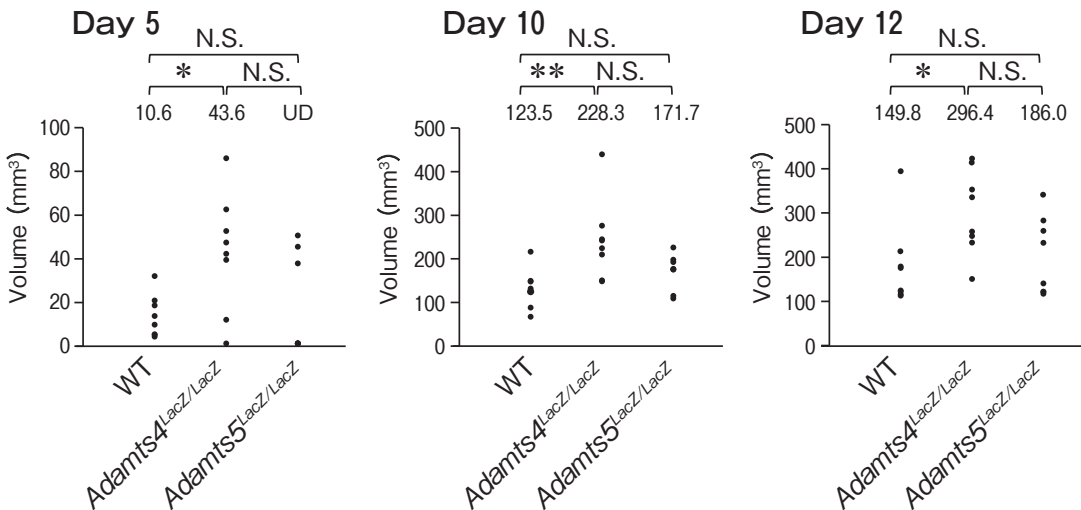 Day 5
N.S.
* N.S.
10.6 43.6 UD
Volume (mm³)
100
80
60
40
20
0
WT
Adamts4LacZ/LacZ
Adamts5LacZ/LacZ
Day 10
N.S.
** N.S.
123.5 228.3 171.7
Volume (mm³)
500
400
300
200
100
0
WT
Adamts4LacZ/LacZ
Adamts5LacZ/LacZ
Day 12
N.S.
* N.S.
149.8 296.4 186.0
Volume (mm³)
500
400
300
200
100
0
WT
Adamts4LacZ/LacZ
Adamts5LacZ/LacZ